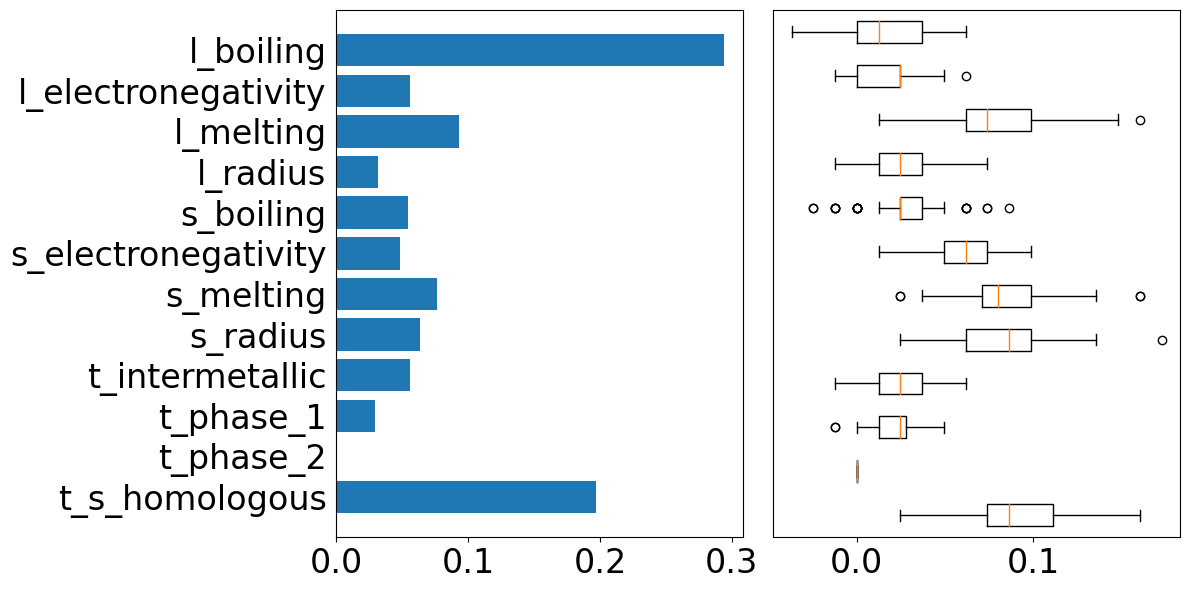 l_boiling
l_electronegativity
l_melting
l_radius
s_boiling
s_electronegativity
s_melting
s_radius
t_intermetallic
t_phase_1
t_phase_2
t_s_homologous
0.0 0.1 0.2 0.3 0.0 0.1